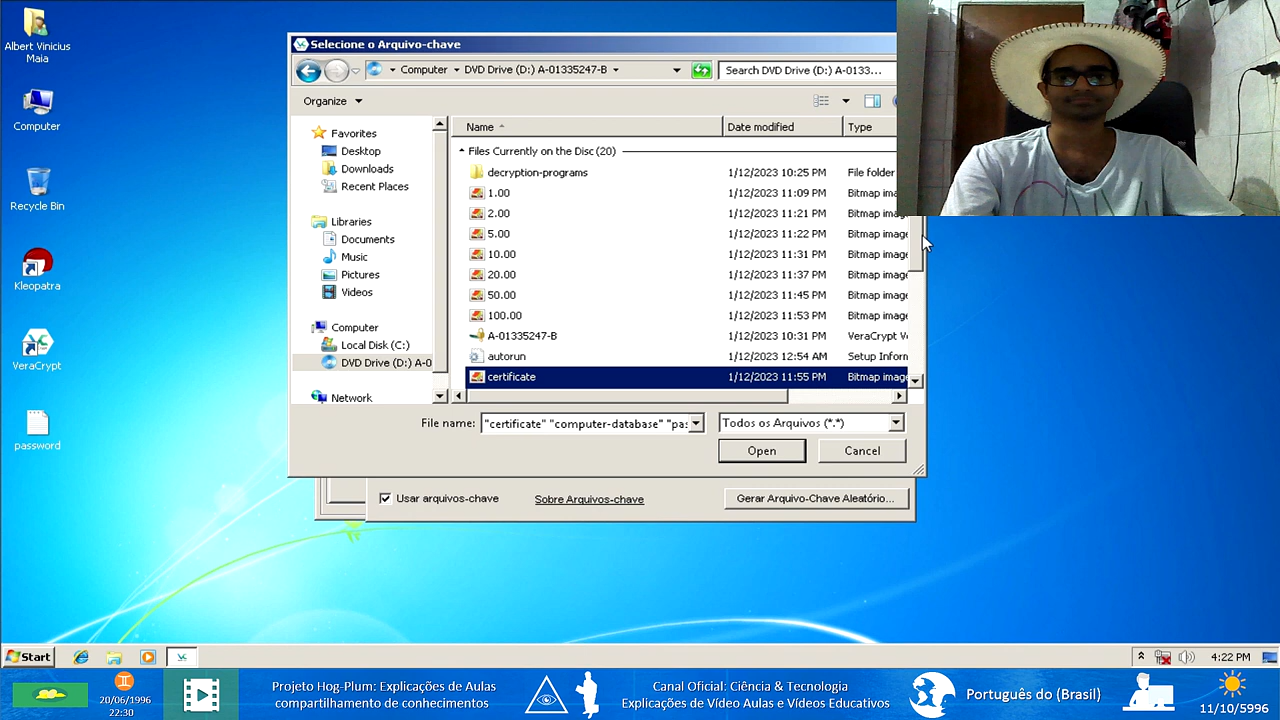 Albert Vinicius
Maia
Computer
Recycle Bin
Kleopatra
VeraCrypt
password
Selecione o Arquivo-chave
Computer
DVD Drive (D:) A-01335247-B
Search DVD Drive (D:) A-0133...
Organize
Favorites
Desktop
Downloads
Recent Places
Libraries
Documents
Music
Pictures
Videos
Computer
Local Disk (C:)
DVD Drive (D:) A-0
Network
Name
Date modified
Type
Files Currently on the Disc (20)
decryption-programs 1/12/2023 10:25 PM File folder
1.00 1/12/2023 11:09 PM Bitmap ima
2.00 1/12/2023 11:21 PM Bitmap image
5.00 1/12/2023 11:22 PM Bitmap image
10.00 1/12/2023 11:31 PM Bitmap image
20.00 1/12/2023 11:37 PM Bitmap image
50.00 1/12/2023 11:45 PM Bitmap image
100.00 1/12/2023 11:53 PM Bitmap image
A-01335247-B 1/12/2023 10:31 PM VeraCrypt Vo
autorun 1/12/2023 12:54 AM Setup Inform
certificate 1/12/2023 11:55 PM Bitmap image
File name:
"certificate" "computer-database" "pas
Todos os Arquivos (*.*)
Open
Cancel
Usar arquivos-chave
Sobre Arquivos-chave
Gerar Arquivo-Chave Aleatório...
Start
4:22 PM
20/06/1996
22:30
Projeto Hog-Plum: Explicações de Aulas
compartilhamento de conhecimentos
Canal Oficial: Ciência & Tecnologia
Explicações de Vídeo Aulas e Vídeos Educativos
Português do (Brasil)
11/10/5996